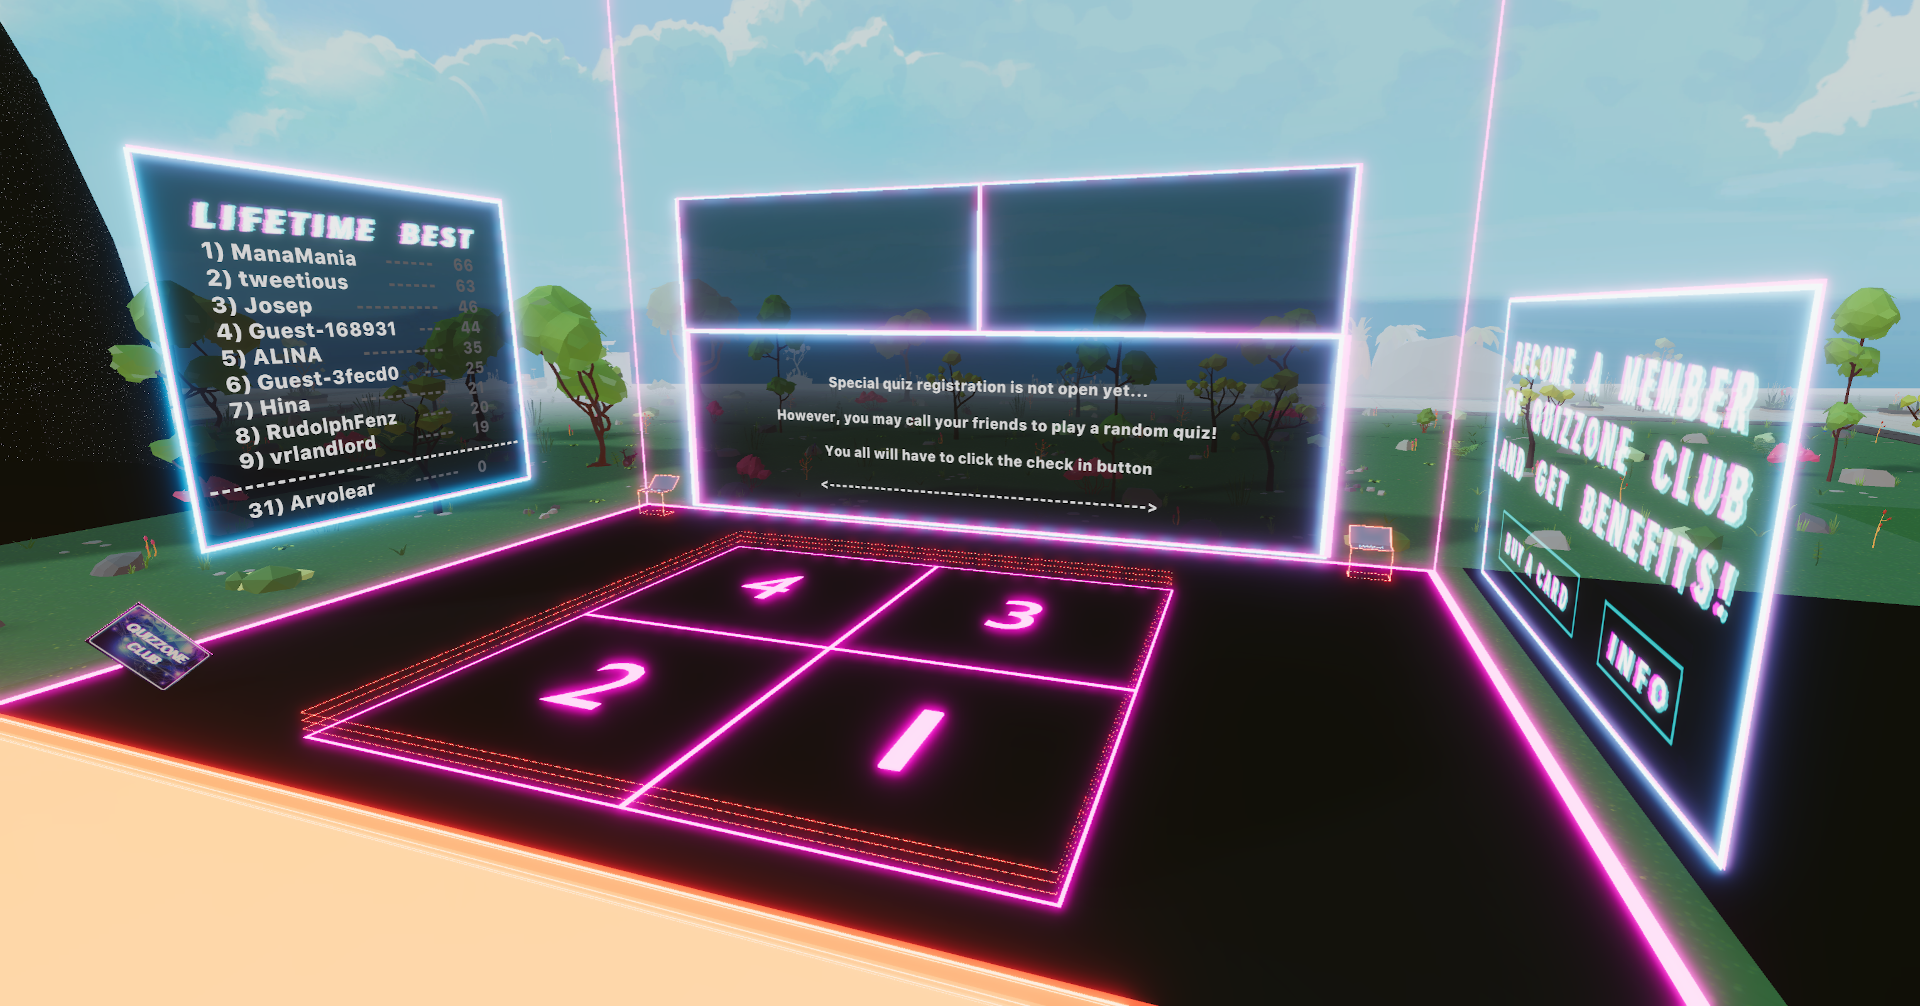 LIFETIME BEST
1) ManaMania ------ 66
2) tweetious ------ 63
3) Josep ---------- 46
4) Guest-168931 --- 44
5) ALINA ---------- 35
6) Guest-3fecd0 25
7) Hina
8) RudolphFenz 20
9) vrlandlord ----- 19
31) Arvolear ------ 0
Special quiz registration is not open yet...
However, you may call your friends to play a random quiz!
You all will have to click the check in button
<------------------------------------------>
BECOME A MEMBER
OF QUIZZONE CLUB
AND GET BENEFITS!
BUY A CARD
INFO
4
3
2
1
QUIZZONE
CLUB